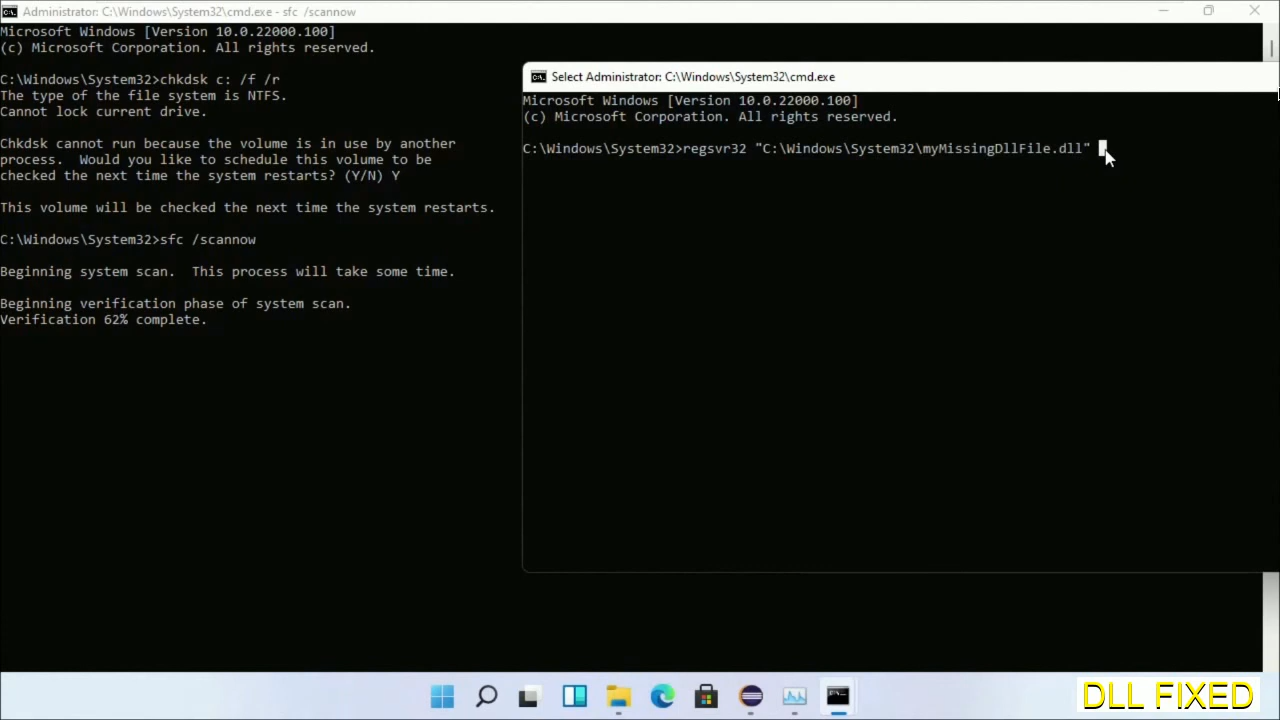 Administrator: C:\Windows\System32\cmd.exe - sfc /scannow
Microsoft Windows [Version 10.0.22000.100]
(c) Microsoft Corporation. All rights reserved.
C:\Windows\System32>chkdsk c: /f /r
The type of the file system is NTFS.
Cannot lock current drive.
Chkdsk cannot run because the volume is in use by another
process.  Would you like to schedule this volume to be
checked the next time the system restarts? (Y/N) Y
This volume will be checked the next time the system restarts.
C:\Windows\System32>sfc /scannow
Beginning system scan.  This process will take some time.
Beginning verification phase of system scan.
Verification 62% complete.
Select Administrator: C:\Windows\System32\cmd.exe
Microsoft Windows [Version 10.0.22000.100]
(c) Microsoft Corporation. All rights reserved.
C:\Windows\System32>regsvr32 "C:\Windows\System32\myMissingDllFile.dll"
DLL FIXED